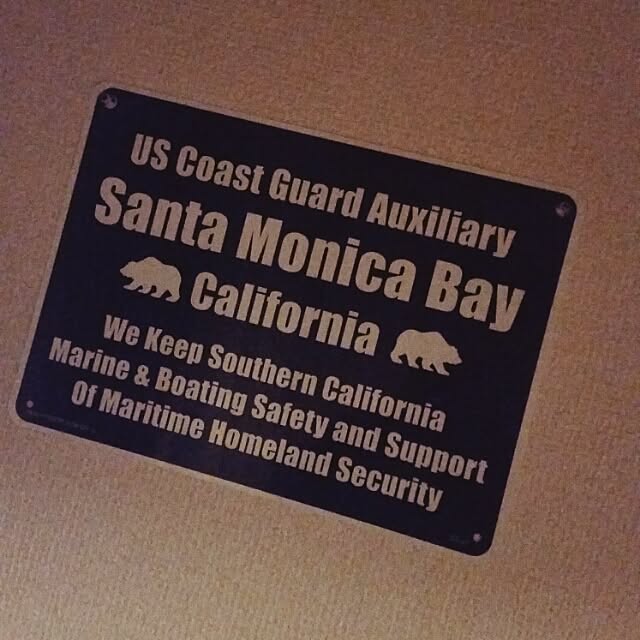 US Coast Guard Auxiliary
Santa Monica Bay
California
We Keep Southern California
Marine & Boating Safety and Support
Of Maritime Homeland Security